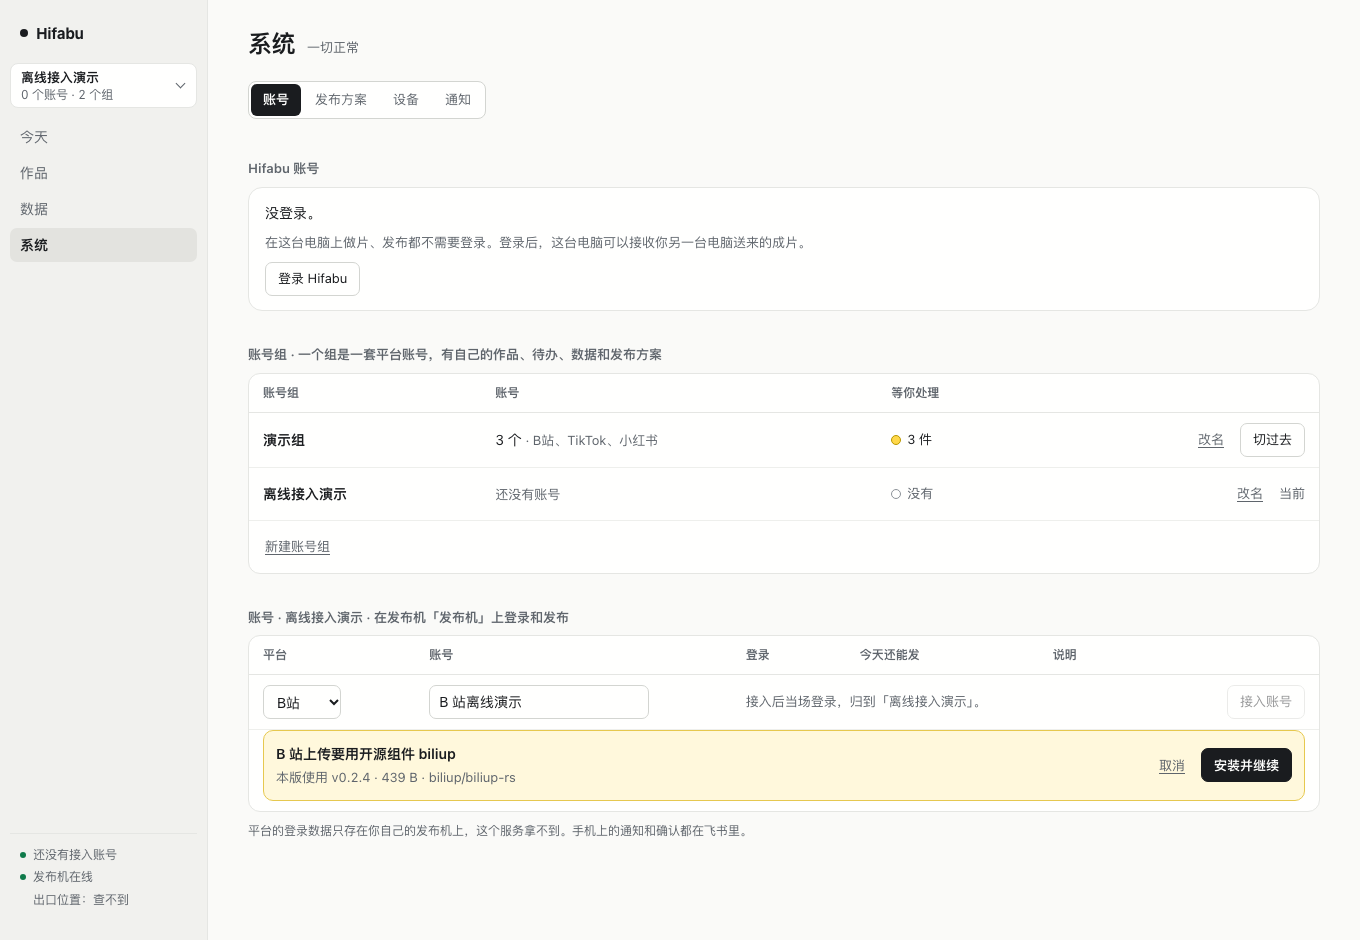 Hifabu
离线接入演示
0 个账号 · 2 个组
今天
作品
数据
系统
还没有接入账号
发布机在线
出口位置：查不到
系统 一切正常
账号 发布方案 设备 通知
Hifabu 账号
没登录。
在这台电脑上做片、发布都不需要登录。登录后，这台电脑可以接收你另一台电脑送来的成片。
登录 Hifabu
账号组 · 一个组是一套平台账号，有自己的作品、待办、数据和发布方案
账号组 账号 等你处理
演示组 3 个 · B站、TikTok、小红书 3 件 改名 切过去
离线接入演示 还没有账号 没有 改名 当前
新建账号组
账号 · 离线接入演示 · 在发布机「发布机」上登录和发布
平台 账号 登录 今天还能发 说明
B站 B 站离线演示 接入后当场登录，归到「离线接入演示」。 接入账号
B 站上传要用开源组件 biliup
本版使用 v0.2.4 · 439 B · biliup/biliup-rs
取消 安装并继续
平台的登录数据只存在你自己的发布机上，这个服务拿不到。手机上的通知和确认都在飞书里。